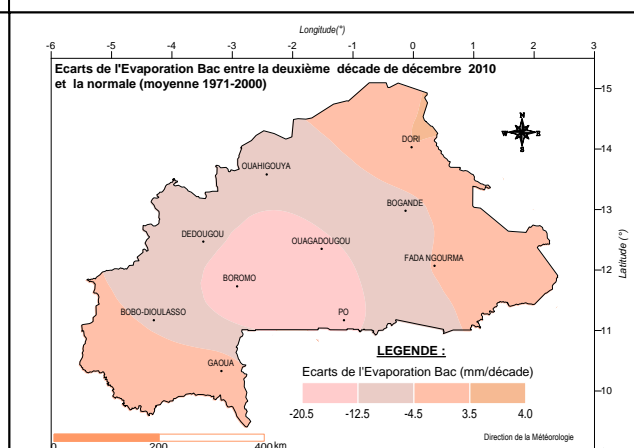 Longitude(°)
-6 -5 -4 -3 -2 -1 0 1 2 3
Ecarts de l'Evaporation Bac entre la deuxième décade de décembre 2010
et la normale (moyenne 1971-2000)
15
N
W E
S
DORI
14
OUAHIGOUYA
BOGANDE
13
DEDOUGOU
OUAGADOUGOU
FADA NGOURMA
12
BOROMO
BOBO-DIOULASSO
PO
11
Latitude (°)
LEGENDE :
GAOUA
Ecarts de l'Evaporation Bac (mm/décade)
10
-20.5 -12.5 -4.5 3.5 4.0
Direction de la Météorologie
0 200 400 km